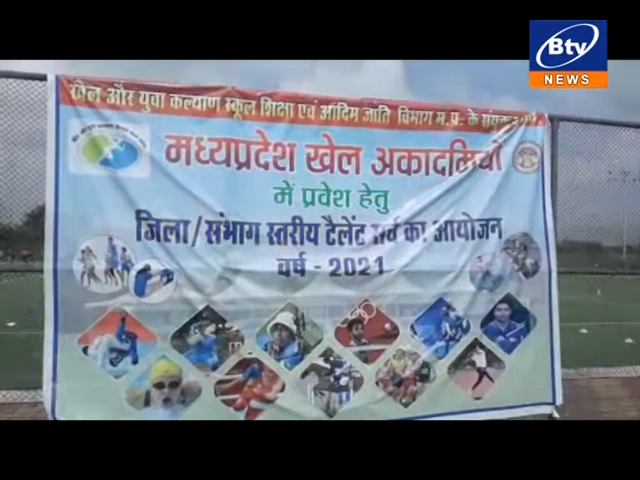 Btv
NEWS
खेल और युवा कल्याण स्कूल शिक्षा एवं आदिम जाति विभाग म.प्र. के संयुक्त
मध्यप्रदेश खेल अकादमियों
में प्रवेश हेतु
जिला/संभाग स्तरीय टैलेंट सर्च का आयोजन
वर्ष - 2021